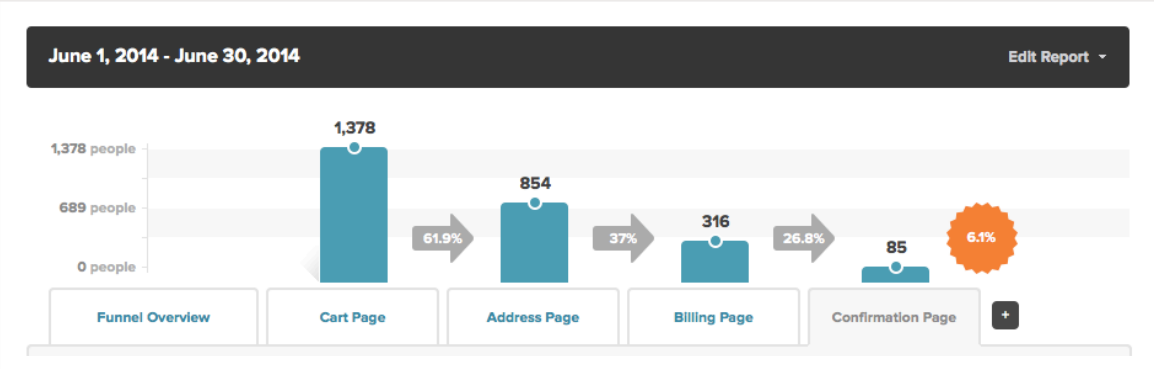 June 1, 2014 - June 30, 2014
Edit Report
1,378
1,378 people
854
689 people
316
61.9%
37%
26.8%
6.1%
85
0 people
Funnel Overview
Cart Page
Address Page
Billing Page
Confirmation Page
+